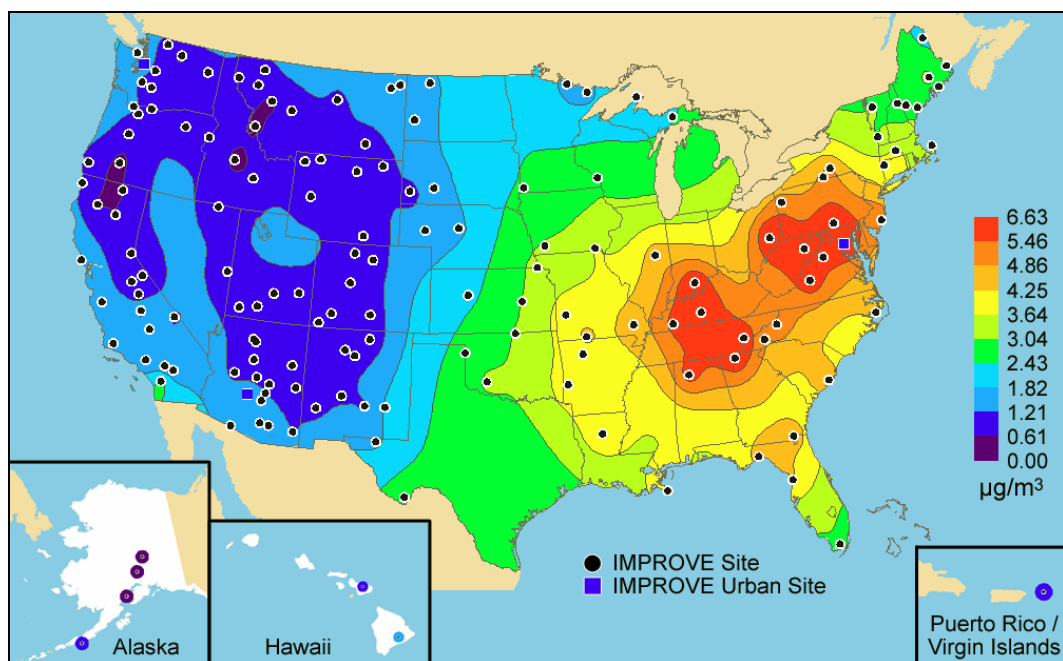 6.63
5.46
4.86
4.25
3.64
3.04
2.43
1.82
1.21
0.61
0.00
µg/m³
IMPROVE Site
IMPROVE Urban Site
Alaska
Hawaii
Puerto Rico /
Virgin Islands